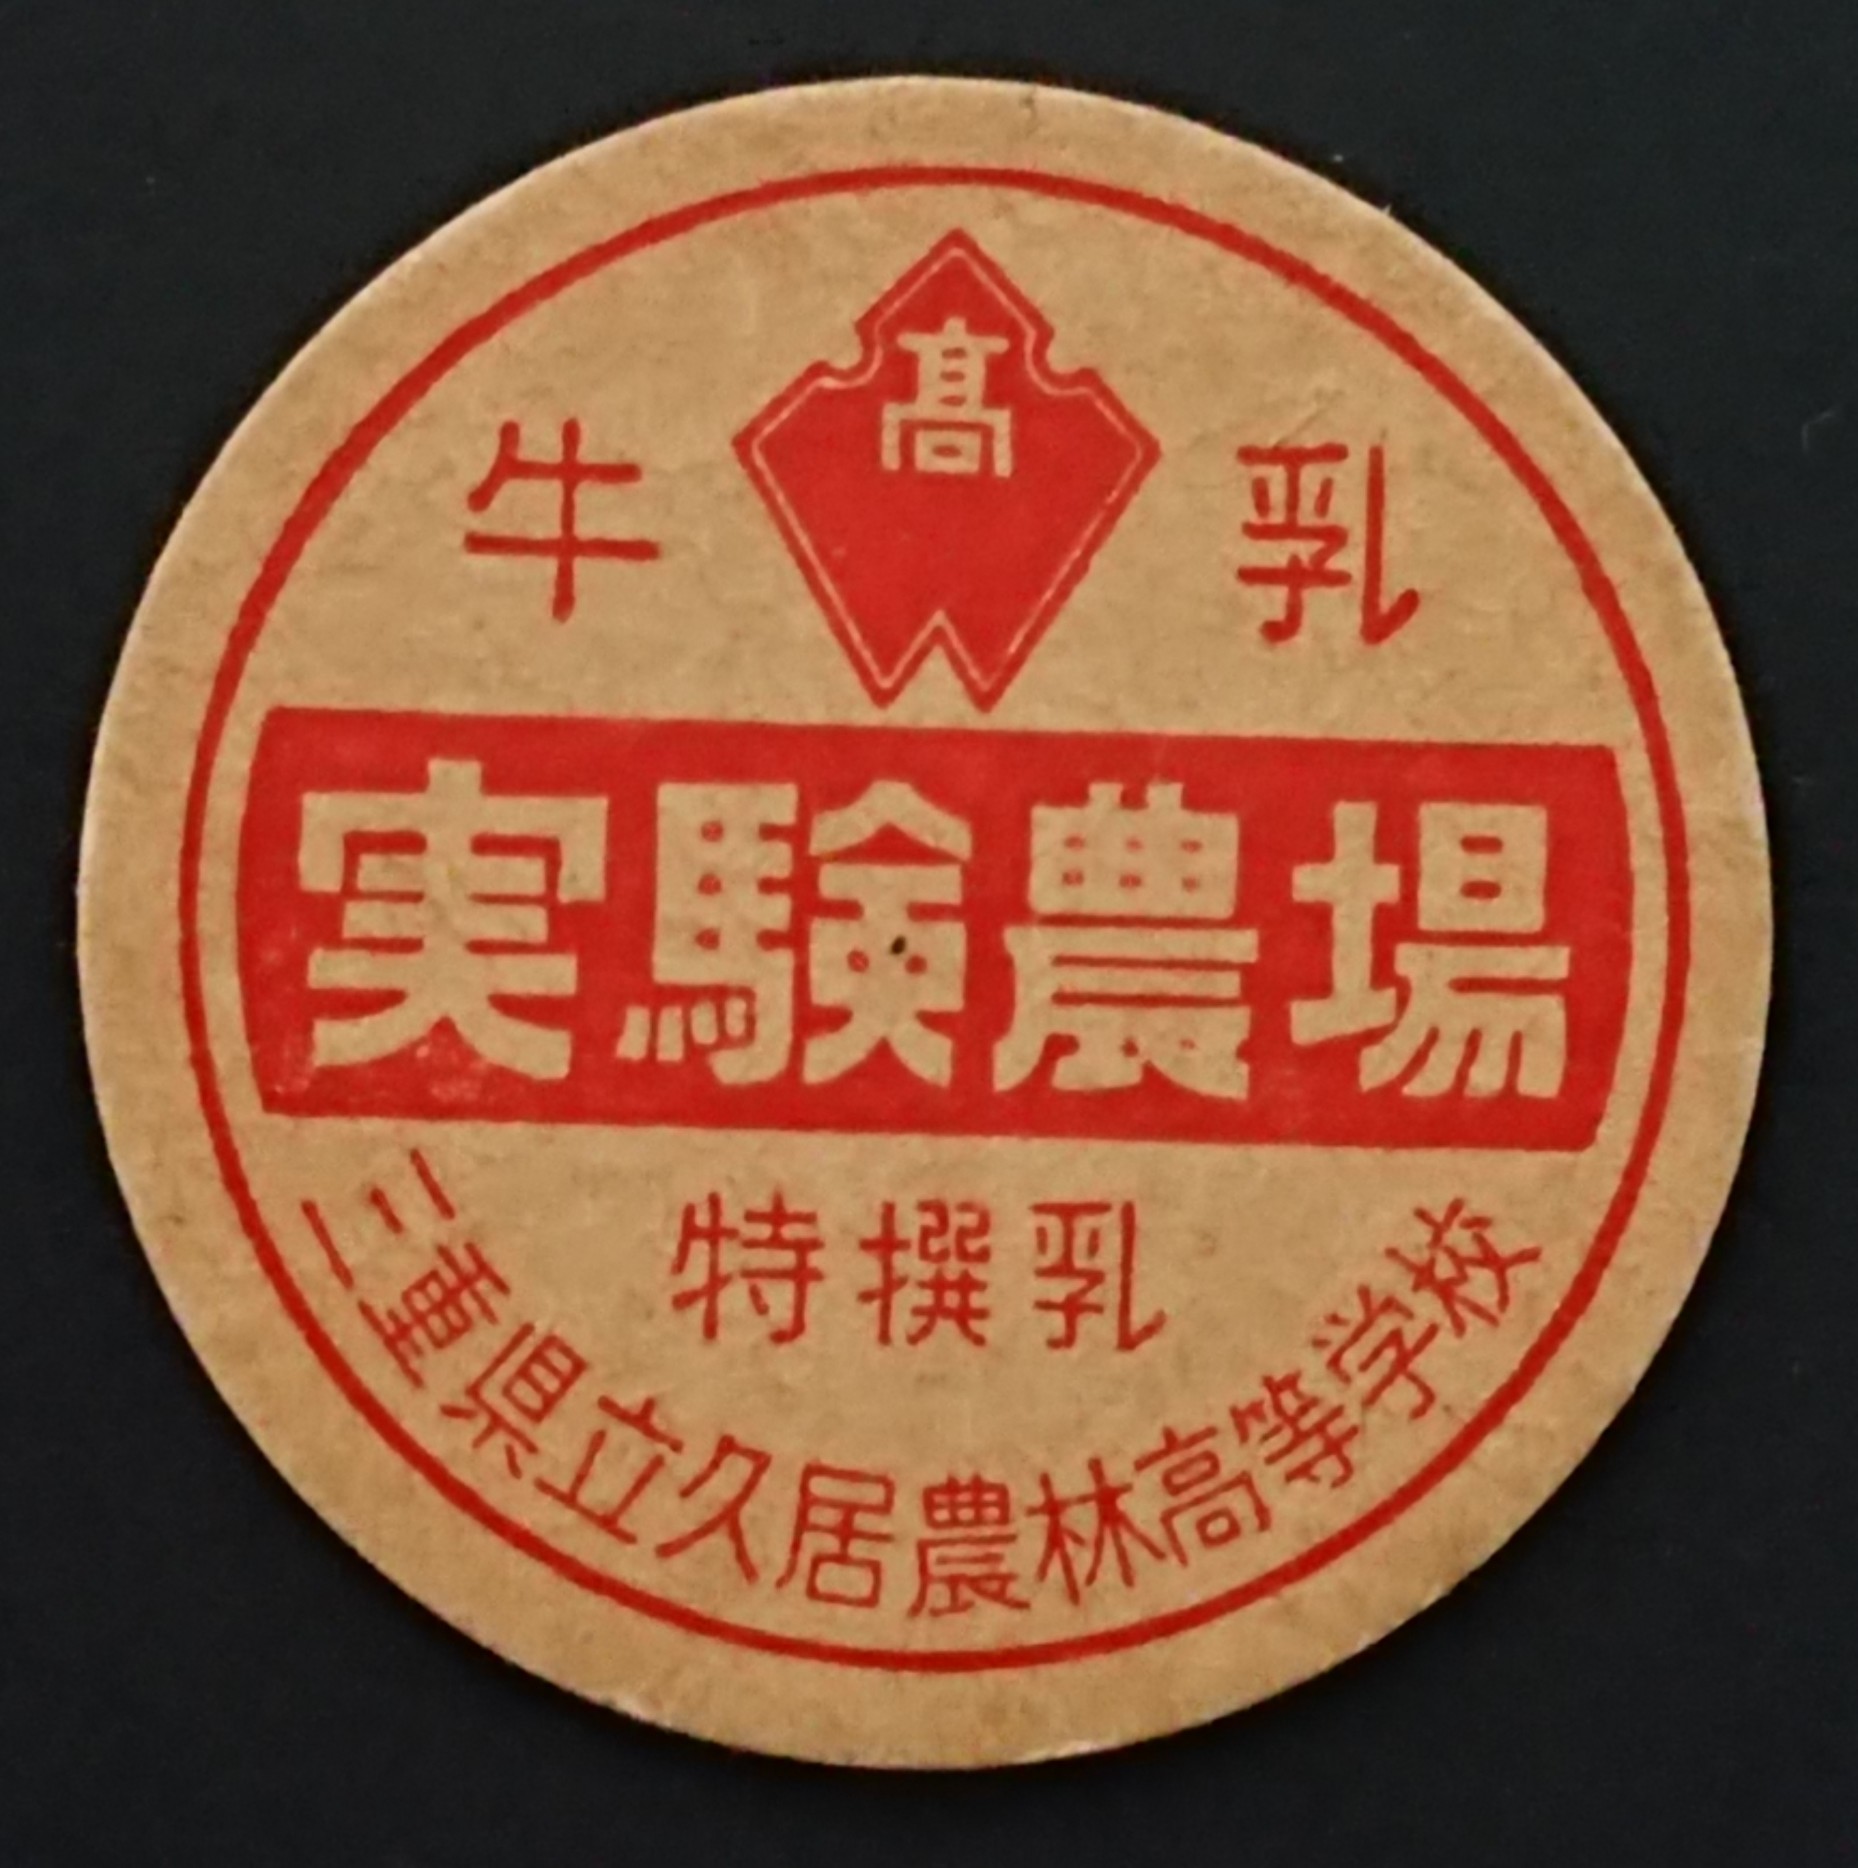 髙
牛乳
実験農場
特撰乳
三重県立久居農林高等学校